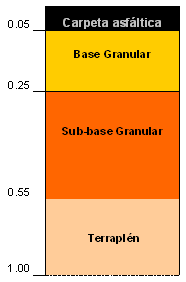 Carpeta asfáltica
0.05
Base Granular
0.25
Sub-base Granular
0.55
Terraplén
1.00